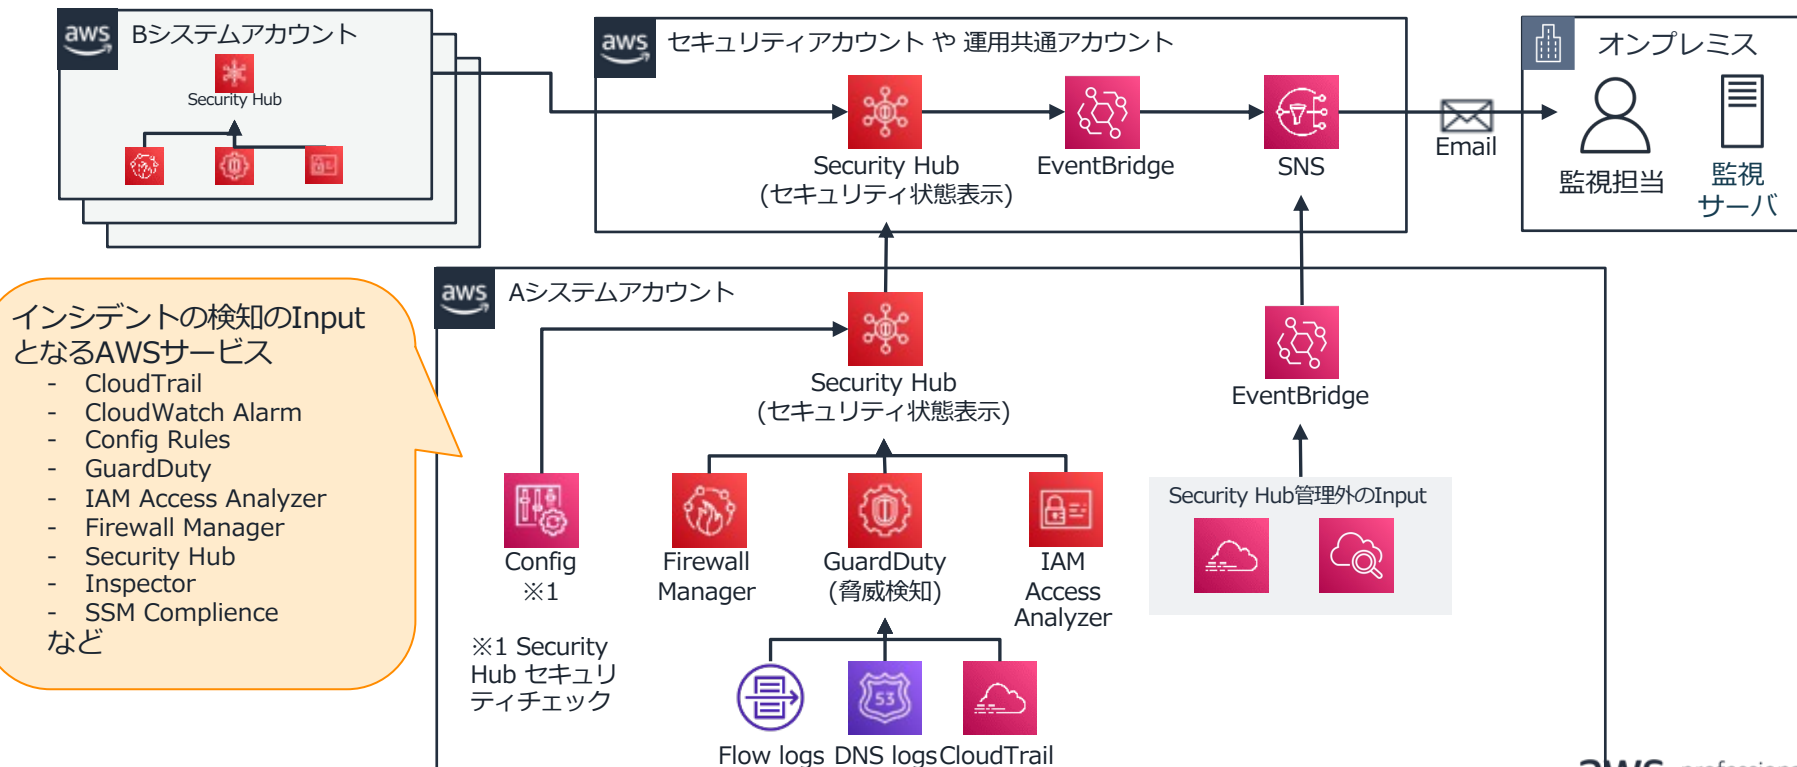 aws
Bシステムアカウント
Security Hub
aws
セキュリティアカウント や 運用共通アカウント
Security Hub
(セキュリティ状態表示)
EventBridge
SNS
Email
オンプレミス
監視担当
監視
サーバ
インシデントの検知のInput
となるAWSサービス
- CloudTrail
- CloudWatch Alarm
- Config Rules
- GuardDuty
- IAM Access Analyzer
- Firewall Manager
- Security Hub
- Inspector
- SSM Complience
など
aws
Aシステムアカウント
Security Hub
(セキュリティ状態表示)
EventBridge
Config
※1
Firewall
Manager
GuardDuty
(脅威検知)
IAM
Access
Analyzer
Security Hub管理外のInput
※1 Security
Hub セキュリ
ティチェック
53
Flow logs
DNS logs
CloudTrail